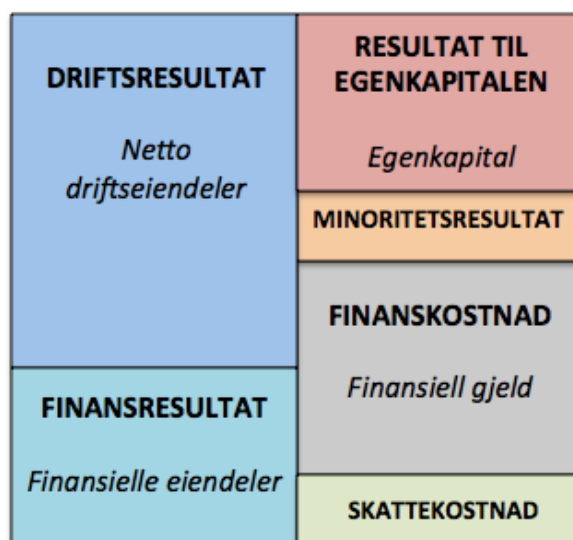 DRIFTSRESULTAT
Netto
driftseiendeler
FINANSRESULTAT
Finansielle eiendeler
RESULTAT TIL
EGENKAPITALEN
Egenkapital
MINORITETSRESULTAT
FINANSKOSTNAD
Finansiell gjeld
SKATTEKOSTNAD